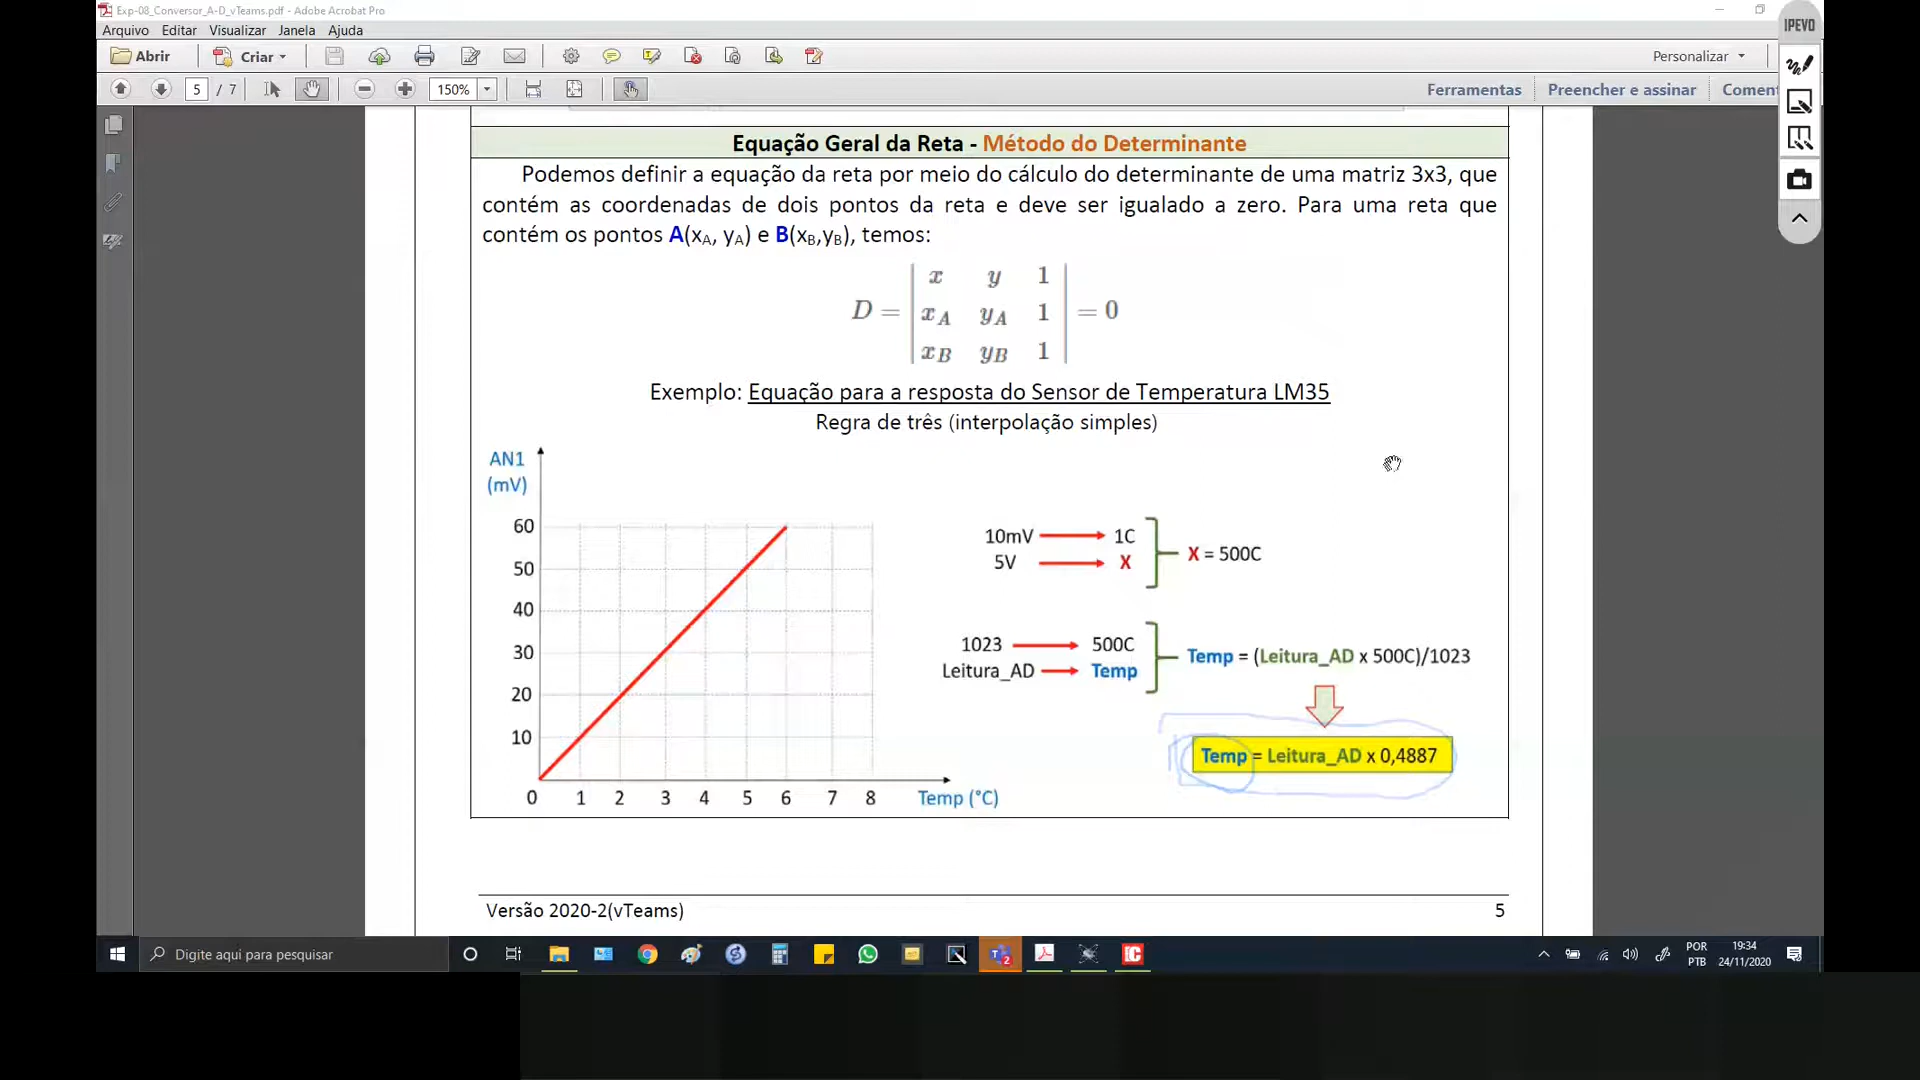 Exp-08_Conversor_A-D_vTeams.pdf - Adobe Acrobat Pro
IPEVO
Arquivo Editar Visualizar Janela Ajuda
Abrir Criar Personalizar
5 / 7 150% Ferramentas Preencher e assinar Coment
Equação Geral da Reta - Método do Determinante
Podemos definir a equação da reta por meio do cálculo do determinante de uma matriz 3x3, que
contém as coordenadas de dois pontos da reta e deve ser igualado a zero. Para uma reta que
contém os pontos A(xA, yA) e B(xB,yB), temos:
x y 1
D = xA yA 1 = 0
xB yB 1
Exemplo: Equação para a resposta do Sensor de Temperatura LM35
Regra de três (interpolação simples)
AN1
(mV)
60
50
40
30
20
10
0 1 2 3 4 5 6 7 8 Temp (°C)
10mV 1C
5V X
X = 500C
1023 500C
Leitura_AD Temp
Temp = (Leitura_AD x 500C)/1023
Temp = Leitura_AD x 0,4887
Versão 2020-2(vTeams) 5
Digite aqui para pesquisar
POR
PTB
19:34
24/11/2020